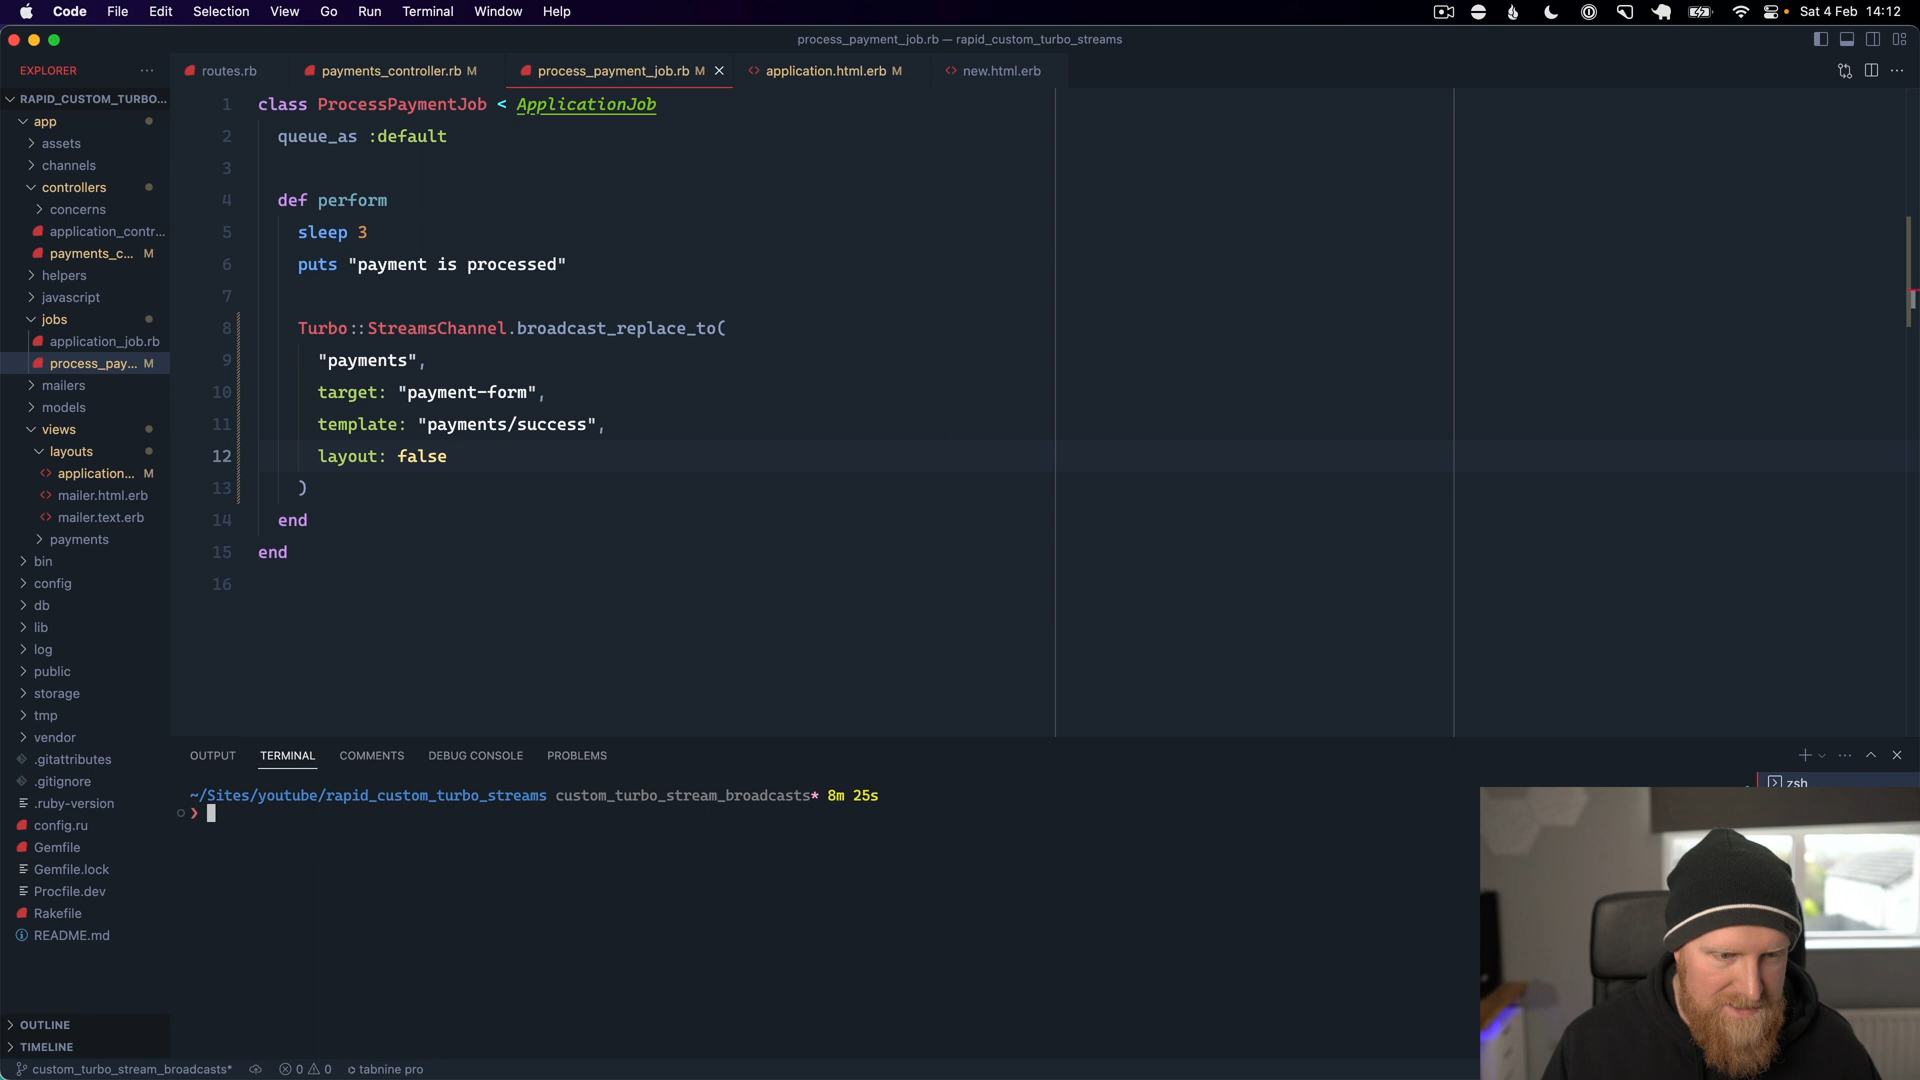 Code File Edit Selection View Go Run Terminal Window Help
Sat 4 Feb 14:12
process_payment_job.rb — rapid_custom_turbo_streams
EXPLORER
routes.rb
payments_controller.rb M
process_payment_job.rb M
application.html.erb M
new.html.erb
RAPID_CUSTOM_TURBO...
app
assets
channels
controllers
concerns
application_contr...
payments_c... M
helpers
javascript
jobs
application_job.rb
process_pay... M
mailers
models
views
layouts
application... M
mailer.html.erb
mailer.text.erb
payments
bin
config
db
lib
log
public
storage
tmp
vendor
.gitattributes
.gitignore
.ruby-version
config.ru
Gemfile
Gemfile.lock
Procfile.dev
Rakefile
README.md
OUTLINE
TIMELINE
1 class ProcessPaymentJob < ApplicationJob
2 queue_as :default
3
4 def perform
5 sleep 3
6 puts "payment is processed"
7
8 Turbo::StreamsChannel.broadcast_replace_to(
9 "payments",
10 target: "payment-form",
11 template: "payments/success",
12 layout: false
13 )
14 end
15 end
16
OUTPUT TERMINAL COMMENTS DEBUG CONSOLE PROBLEMS
zsh
~/Sites/youtube/rapid_custom_turbo_streams custom_turbo_stream_broadcasts* 8m 25s
❯
custom_turbo_stream_broadcasts* 0 0 tabnine pro